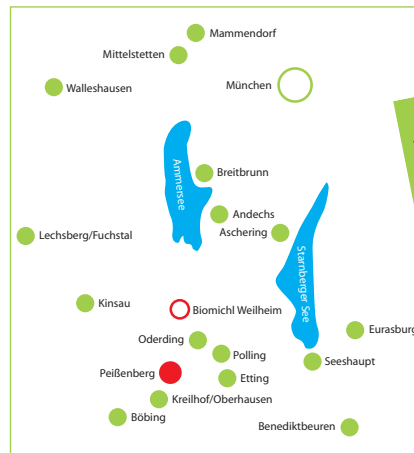 Mammendorf
Mittelstetten
München
Walleshausen
Ammersee
Breitbrunn
Andechs
Aschering
Starnberger See
Lechsberg/Fuchstal
Kinsau
Biomichl Weilheim
Eurasburg
Oderding
Polling
Seeshaupt
Peißenberg
Etting
Kreilhof/Oberhausen
Böbing
Benediktbeuren